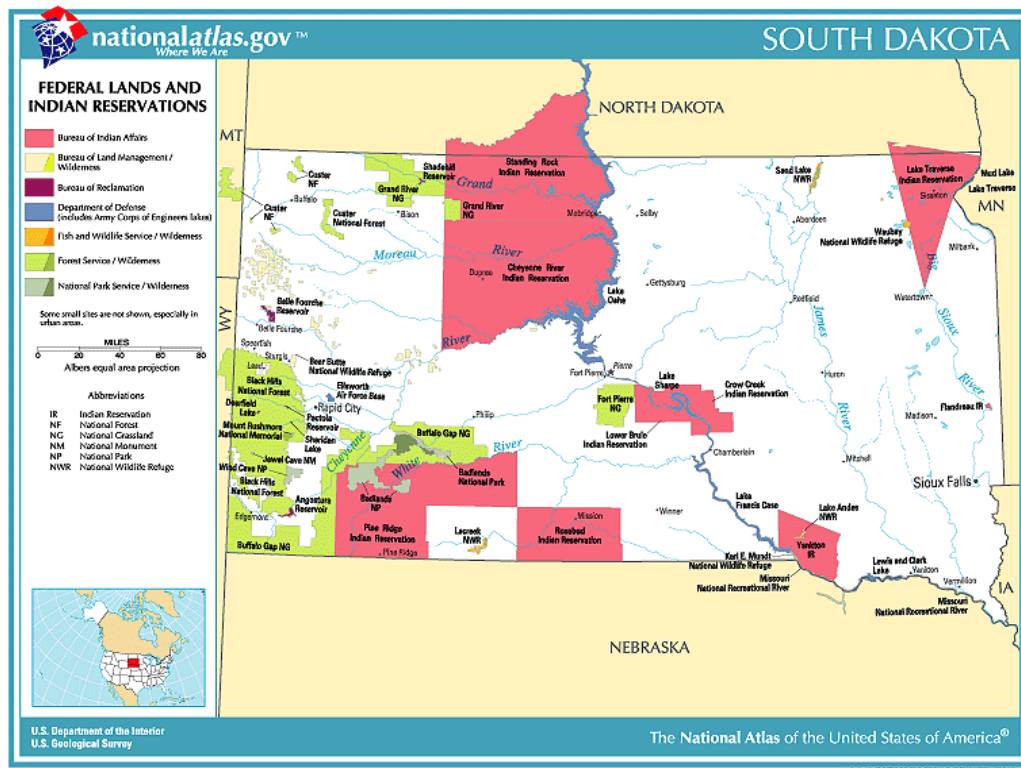 nationalatlas.gov™
Where We Are
SOUTH DAKOTA
FEDERAL LANDS AND
INDIAN RESERVATIONS
Bureau of Indian Affairs
Bureau of Land Management /
Wilderness
Bureau of Reclamation
Department of Defense
(includes Army Corps of Engineers lakes)
Fish and Wildlife Service / Wilderness
Forest Service / Wilderness
National Park Service / Wilderness
Some small sites are not shown, especially in
urban areas.
MILES
0 20 40 60 80
Albers equal area projection
Abbreviations
IR Indian Reservation
NF National Forest
NG National Grassland
NM National Monument
NP National Park
NWR National Wildlife Refuge
MT
NORTH DAKOTA
MN
WY
IA
NEBRASKA
Custer
NF
Buffalo
Custer
NF
Custer
National Forest
Grand River
NG
Bison
Shadehill
Reservoir
Grand
R
Grand River
NG
Standing Rock
Indian Reservation
Mobridge
Selby
Sand Lake
NWR
Aberdeen
Lake Traverse
Indian Reservation
Sisseton
Mud Lake
Lake Traverse
Waubay
National Wildlife Refuge
Milbank
Moreau
River
Dupree
Cheyenne River
Indian Reservation
Lake
Oahe
Gettysburg
Redfield
Watertown
Big
Sioux
River
James
River
Belle Fourche
Reservoir
Belle Fourche
Spearfish
Sturgis
Lead
Bear Butte
National Wildlife Refuge
River
Black Hills
National Forest
Ellsworth
Air Force Base
Rapid City
Deerfield
Lake
Pactola
Reservoir
Mount Rushmore
National Memorial
Sheridan
Lake
Jewel Cave NM
Wind Cave NP
Black Hills
National Forest
Angostura
Reservoir
Edgemont
Buffalo Gap NG
Cheyenne
Buffalo Gap NG
White
River
Badlands
National Park
Badlands
NP
Pine Ridge
Indian Reservation
Pine Ridge
Philip
Fort Pierre
Pierre
Fort Pierre
NG
Lake
Sharpe
Crow Creek
Indian Reservation
Lower Brule
Indian Reservation
Chamberlain
Huron
Madison
Flandreau IR
Mitchell
Sioux Falls
Lacreek
NWR
Mission
Rosebud
Indian Reservation
Winner
Lake
Francis Case
Lake Andes
NWR
Yankton
IR
Karl E. Mundt
National Wildlife Refuge
Missouri
National Recreational River
Lewis and Clark
Lake
Yankton
Vermillion
Missouri
National Recreational River
U.S. Department of the Interior
U.S. Geological Survey
The National Atlas of the United States of America®